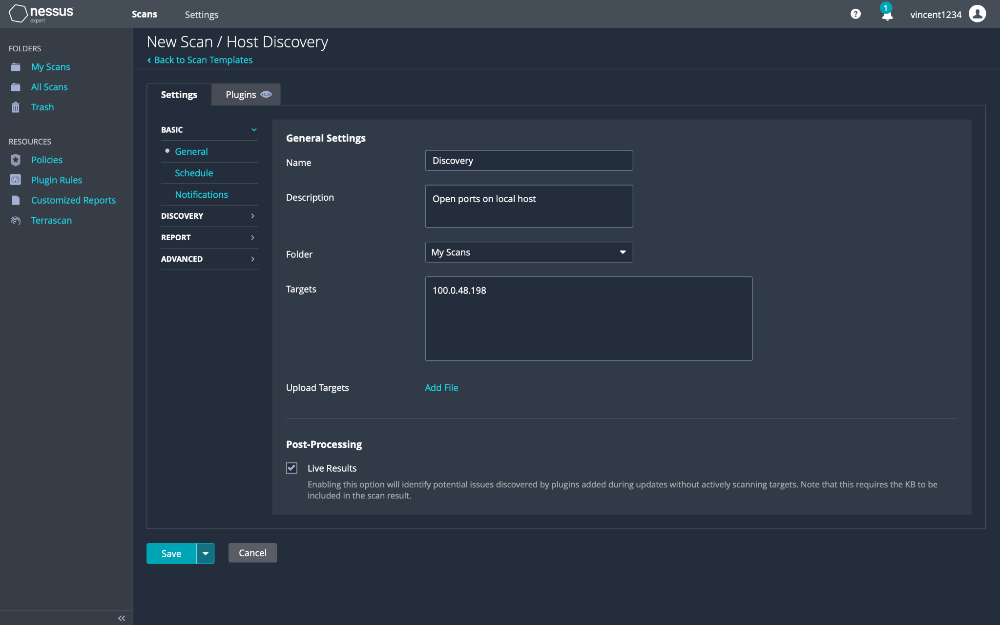 nessus
expert
Scans
Settings
?
1
vincent1234
FOLDERS
My Scans
All Scans
Trash
RESOURCES
Policies
Plugin Rules
Customized Reports
Terrascan
New Scan / Host Discovery
Back to Scan Templates
Settings
Plugins
BASIC
General
Schedule
Notifications
DISCOVERY
REPORT
ADVANCED
General Settings
Name
Discovery
Description
Open ports on local host
Folder
My Scans
Targets
100.0.48.198
Upload Targets
Add File
Post-Processing
Live Results
Enabling this option will identify potential issues discovered by plugins added during updates without actively scanning targets. Note that this requires the KB to be
included in the scan result.
Save
Cancel